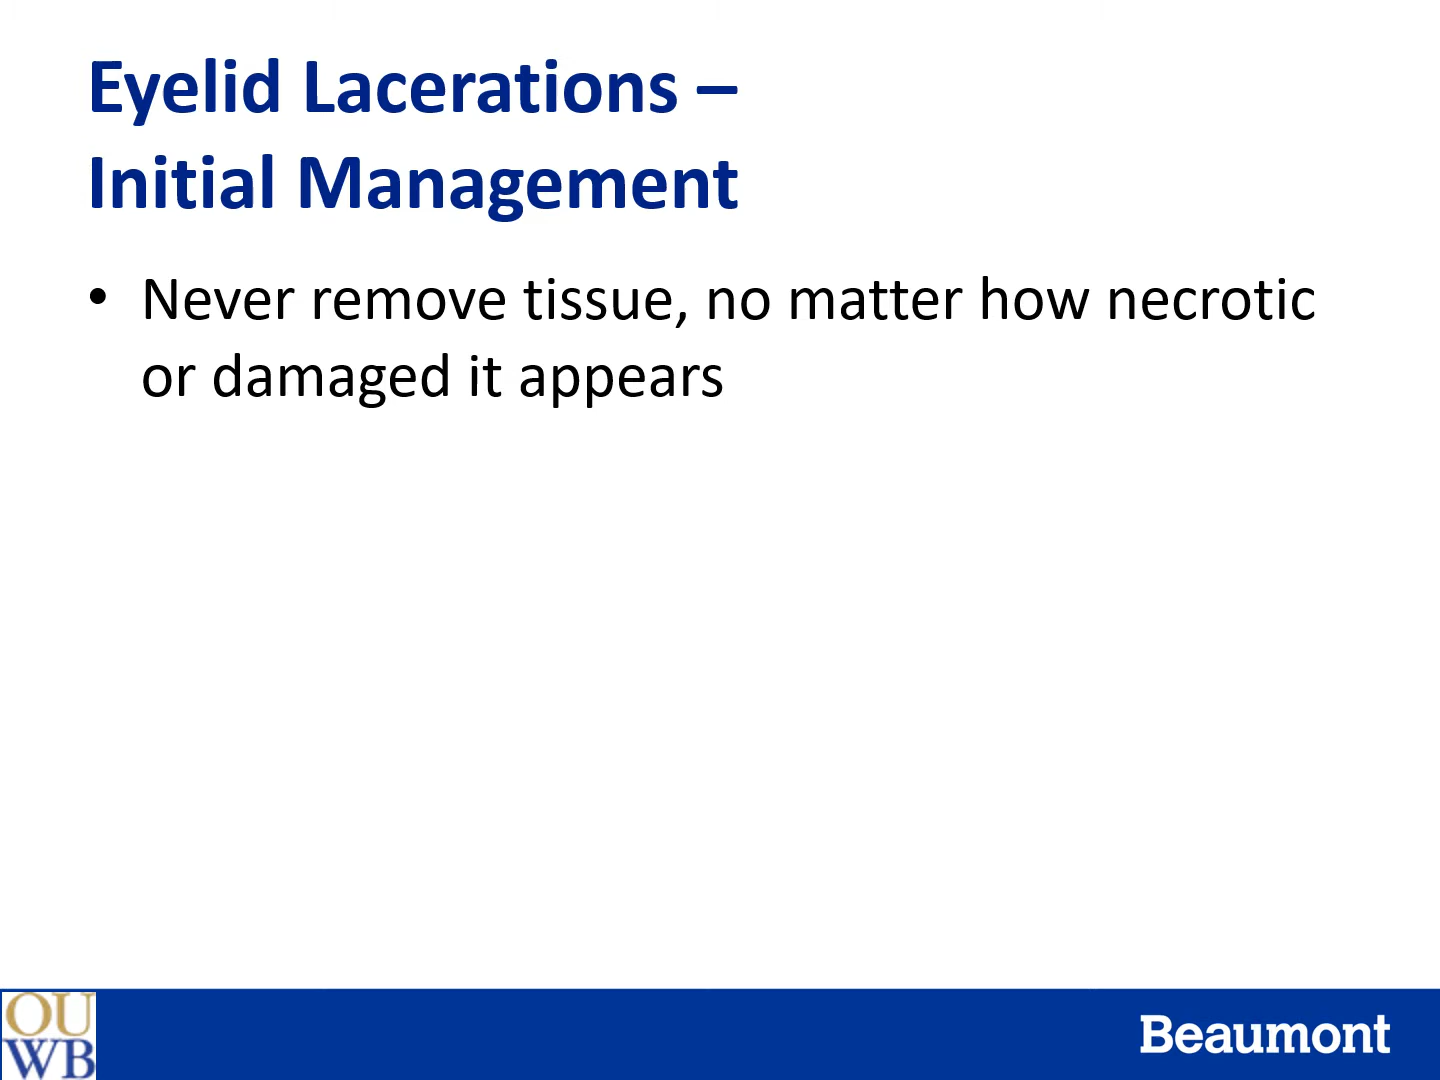 Eyelid Lacerations –
Initial Management
• Never remove tissue, no matter how necrotic
or damaged it appears
OU
WB
Beaumont